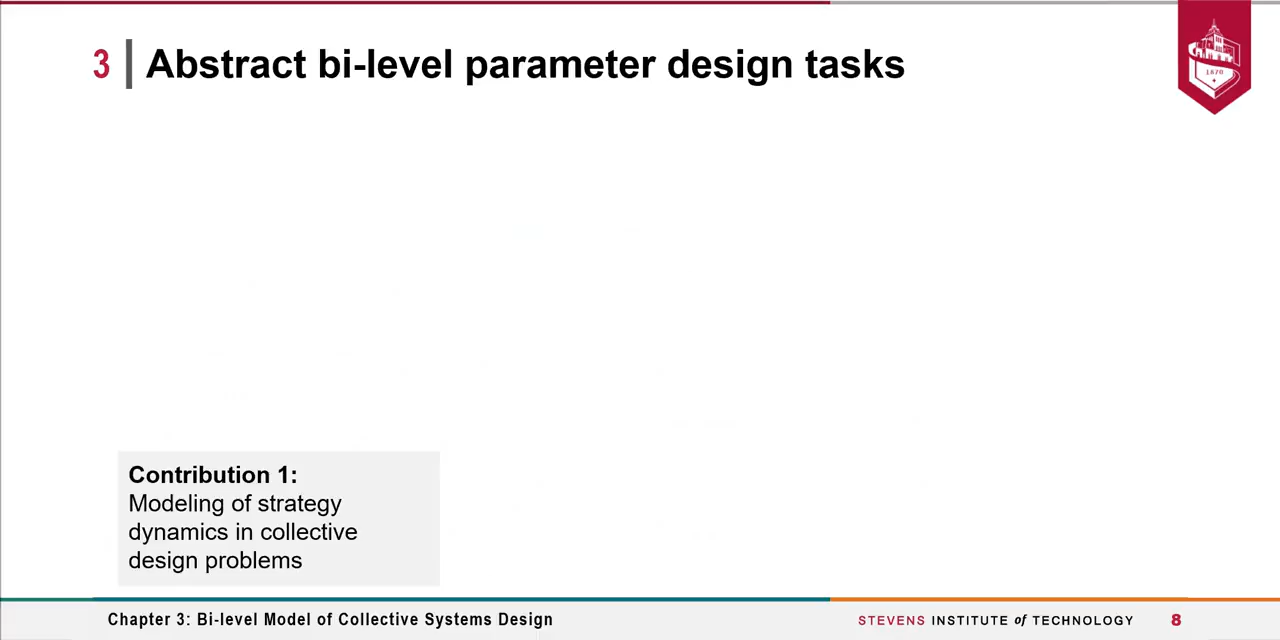 3 Abstract bi-level parameter design tasks
1870
Contribution 1:
Modeling of strategy
dynamics in collective
design problems
Chapter 3: Bi-level Model of Collective Systems Design
STEVENS INSTITUTE of TECHNOLOGY 8